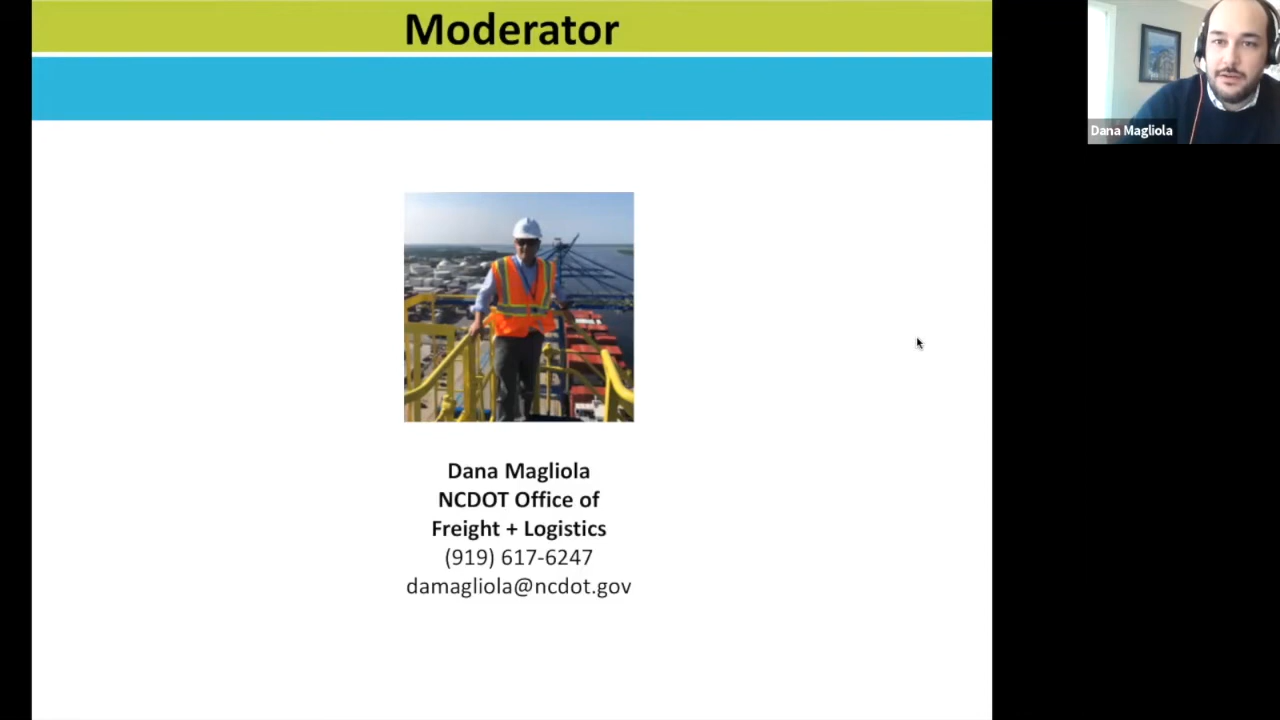 Moderator
Dana Magliola
Dana Magliola
NCDOT Office of
Freight + Logistics
(919) 617-6247
damagliola@ncdot.gov